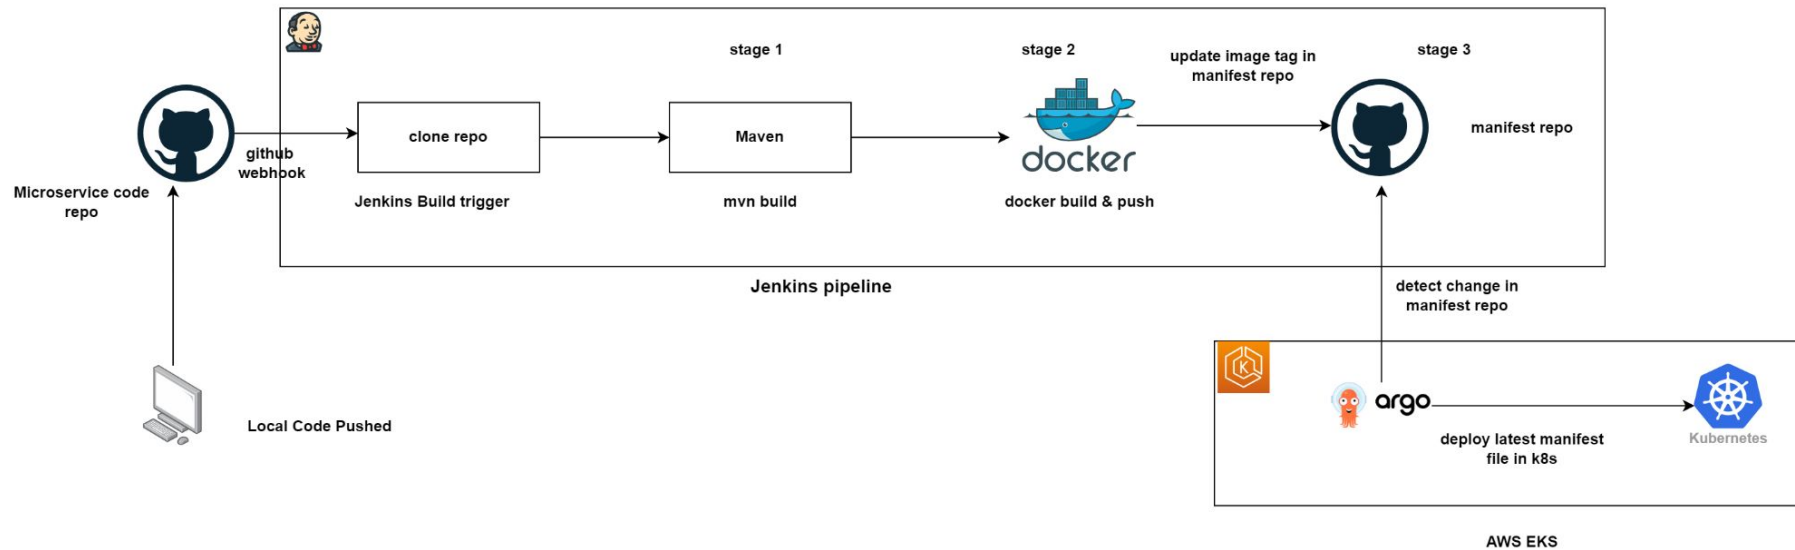 stage 1
stage 2
update image tag in
manifest repo
stage 3
clone repo
Maven
docker
manifest repo
github
webhook
Microservice code
repo
Jenkins Build trigger
mvn build
docker build & push
Jenkins pipeline
detect change in
manifest repo
K
argo
Local Code Pushed
deploy latest manifest
file in k8s
Kubernetes
AWS EKS